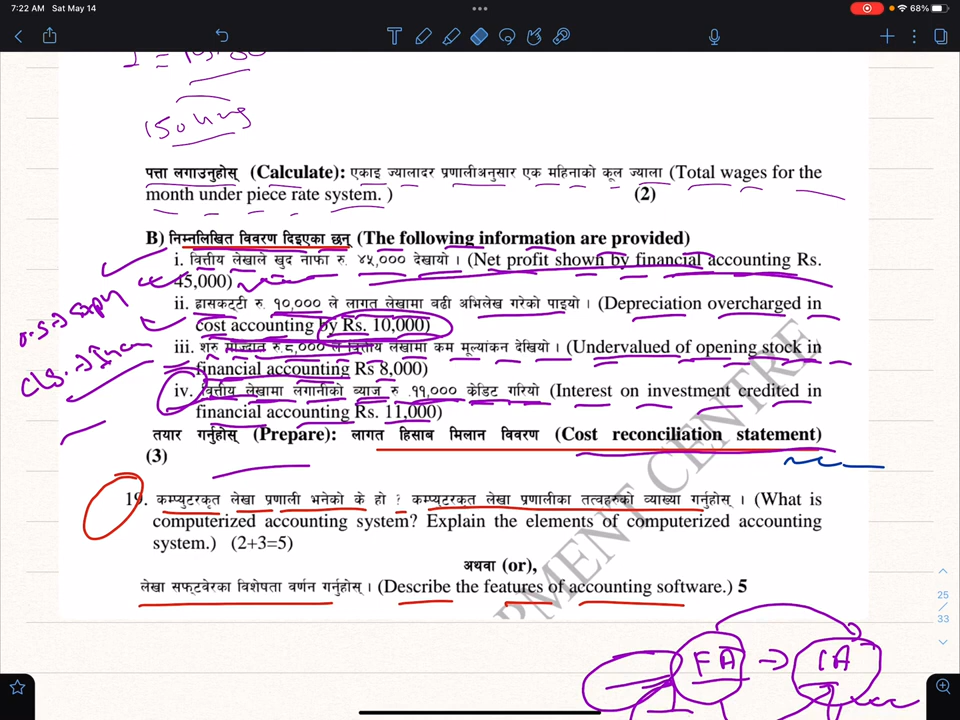 7:22 AM Sat May 14
68%
150 hrs
पत्ता लगाउनुहोस् (Calculate): एकाइ ज्यालादर प्रणालीअनुसार एक महिनाको कूल ज्याला (Total wages for the
month under piece rate system. ) (2)
B) निम्नलिखित विवरण दिइएका छन् (The following information are provided)
i. वित्तीय लेखाले खुद नाफा रु. ४५,००० देखायो । (Net profit shown by financial accounting Rs.
45,000)
ii. ह्रासकट्टी रु. १०,००० ले लागत लेखामा बढी अभिलेख गरेको पाइयो । (Depreciation overcharged in
cost accounting by Rs. 10,000)
iii. शुरु मौज्दात रु.८,००० ले वित्तीय लेखामा कम मूल्यांकन देखियो । (Undervalued of opening stock in
financial accounting Rs 8,000)
iv. वित्तीय लेखामा लगानीको व्याज रु ११,००० केडिट गरियो । (Interest on investment credited in
financial accounting Rs. 11,000)
तयार गर्नुहोस् (Prepare): लागत हिसाब मिलान विवरण (Cost reconciliation statement)
(3)
19. कम्प्युटरकृत लेखा प्रणाली भनेको के हो ? कम्प्युटरकृत लेखा प्रणालीका तत्वहरुको व्याख्या गर्नुहोस् । (What is
computerized accounting system? Explain the elements of computerized accounting
system.) (2+3=5)
अथवा (or),
लेखा सफ्टवेरका विशेषता वर्णन गर्नुहोस् । (Describe the features of accounting software.) 5
PMENT CENTRE
25
/
33
FA → CA